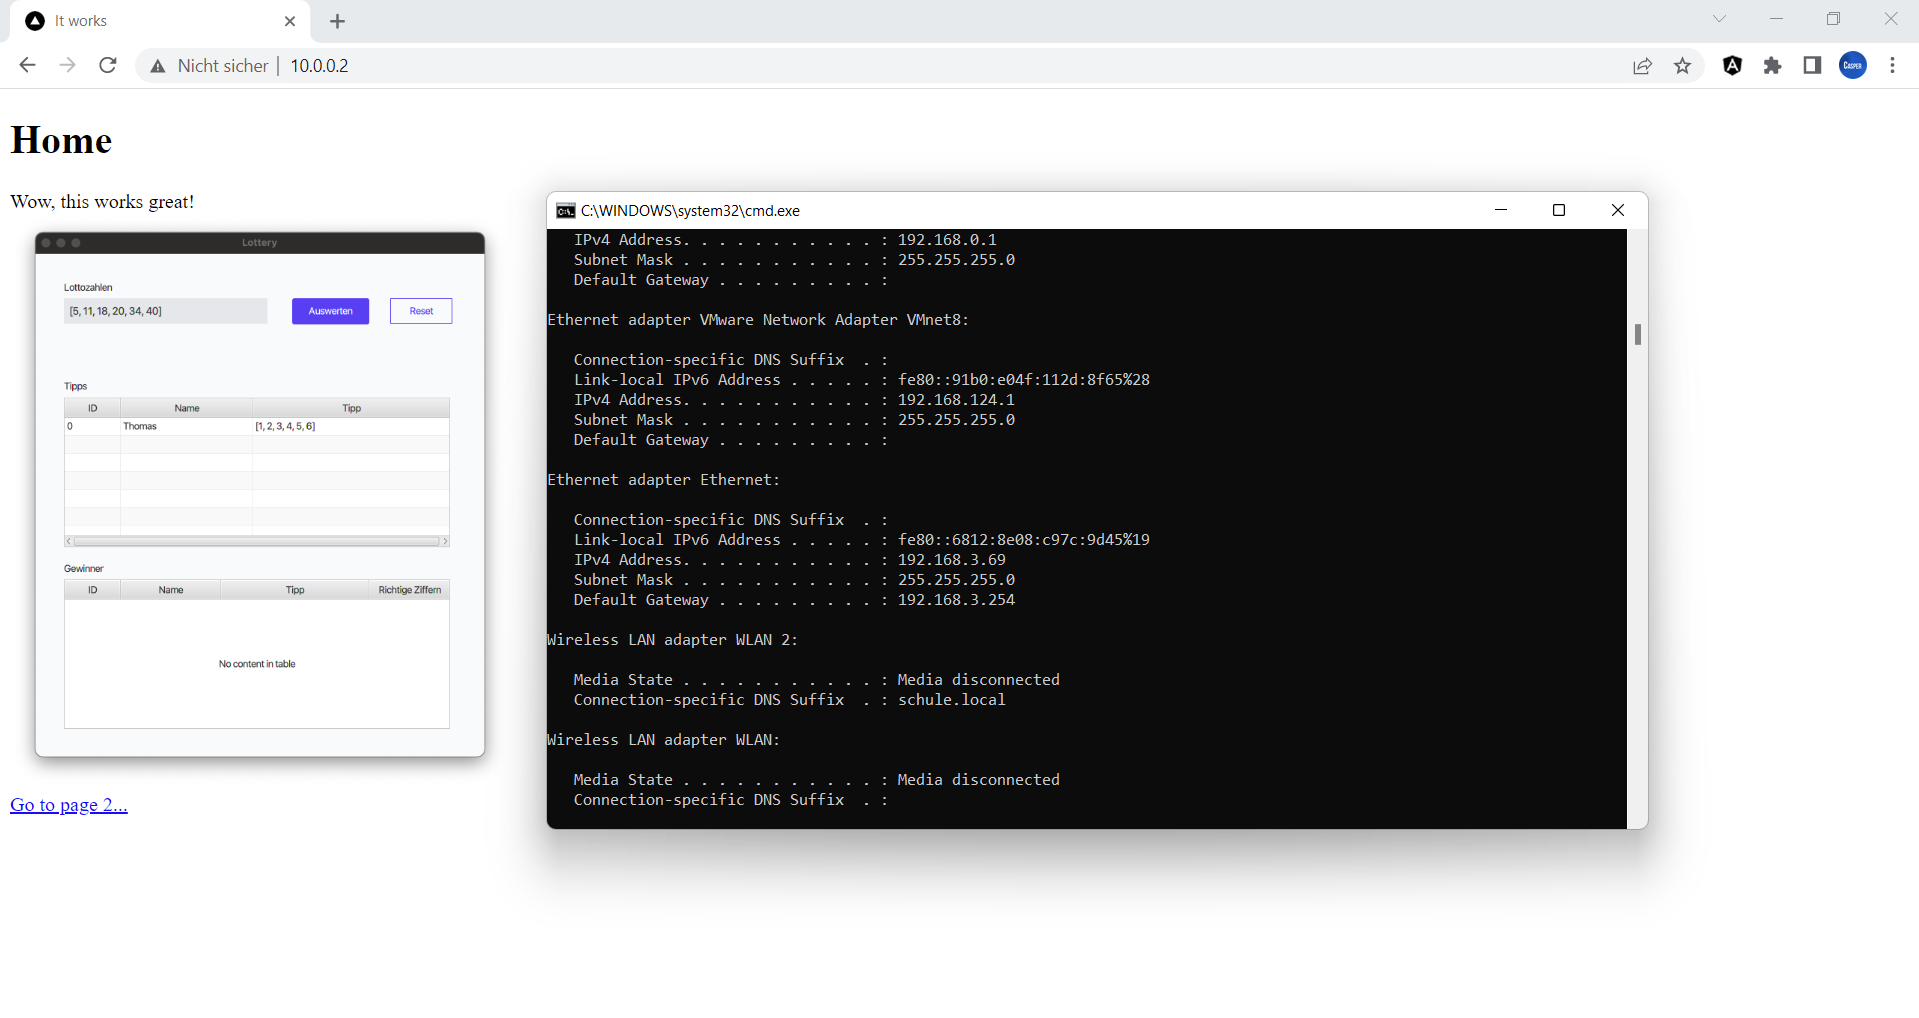 It works
Nicht sicher | 10.0.0.2
CASPER
Home
Wow, this works great!
Lottery
Lottozahlen
[5, 11, 18, 20, 34, 40]
Auswerten
Reset
Tipps
ID Name Tipp
0 Thomas [1, 2, 3, 4, 5, 6]
Gewinner
ID Name Tipp Richtige Ziffern
No content in table
Go to page 2...
C:\WINDOWS\system32\cmd.exe
IPv4 Address. . . . . . . . . . . : 192.168.0.1
Subnet Mask . . . . . . . . . . . : 255.255.255.0
Default Gateway . . . . . . . . . :
Ethernet adapter VMware Network Adapter VMnet8:
Connection-specific DNS Suffix  . :
Link-local IPv6 Address . . . . . : fe80::91b0:e04f:112d:8f65%28
IPv4 Address. . . . . . . . . . . : 192.168.124.1
Subnet Mask . . . . . . . . . . . : 255.255.255.0
Default Gateway . . . . . . . . . :
Ethernet adapter Ethernet:
Connection-specific DNS Suffix  . :
Link-local IPv6 Address . . . . . : fe80::6812:8e08:c97c:9d45%19
IPv4 Address. . . . . . . . . . . : 192.168.3.69
Subnet Mask . . . . . . . . . . . : 255.255.255.0
Default Gateway . . . . . . . . . : 192.168.3.254
Wireless LAN adapter WLAN 2:
Media State . . . . . . . . . . . : Media disconnected
Connection-specific DNS Suffix  . : schule.local
Wireless LAN adapter WLAN:
Media State . . . . . . . . . . . : Media disconnected
Connection-specific DNS Suffix  . :